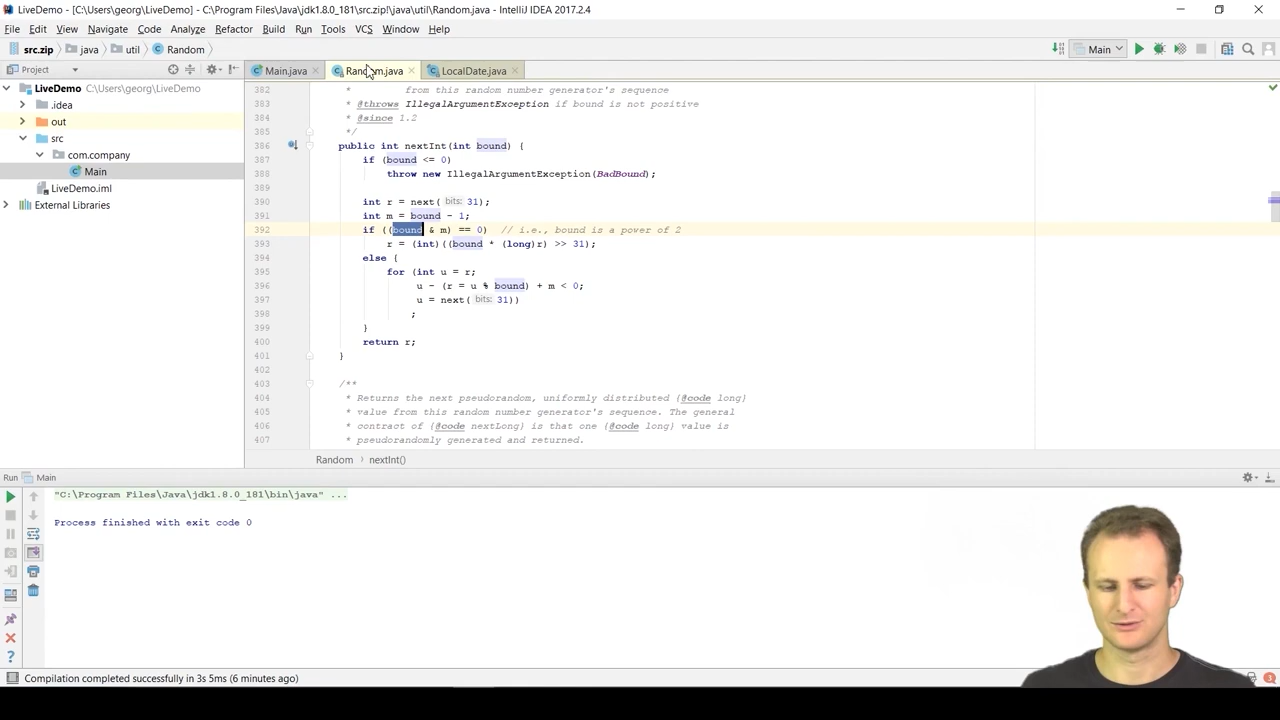 LiveDemo - [C:\Users\georg\LiveDemo] - C:\Program Files\Java\jdk1.8.0_181\src.zip!\java\util\Random.java - IntelliJ IDEA 2017.2.4
File Edit View Navigate Code Analyze Refactor Build Run Tools VCS Window Help
src.zip java util Random Main
Project Main.java Random.java LocalDate.java
LiveDemo C:\Users\georg\LiveDemo
.idea
out
src
com.company
Main
LiveDemo.iml
External Libraries
382 * from this random number generator's sequence
383 * @throws IllegalArgumentException if bound is not positive
384 * @since 1.2
385 */
386 public int nextInt(int bound) {
387 if (bound <= 0)
388 throw new IllegalArgumentException(BadBound);
389
390 int r = next( bits: 31);
391 int m = bound - 1;
392 if ((bound & m) == 0) // i.e., bound is a power of 2
393 r = (int)((bound * (long)r) >> 31);
394 else {
395 for (int u = r;
396 u - (r = u % bound) + m < 0;
397 u = next( bits: 31))
398 ;
399 }
400 return r;
401 }
402
403 /**
404 * Returns the next pseudorandom, uniformly distributed {@code long}
405 * value from this random number generator's sequence. The general
406 * contract of {@code nextLong} is that one {@code long} value is
407 * pseudorandomly generated and returned.
Random nextInt()
Run Main
"C:\Program Files\Java\jdk1.8.0_181\bin\java" ...
Process finished with exit code 0
Compilation completed successfully in 3s 5ms (6 minutes ago)